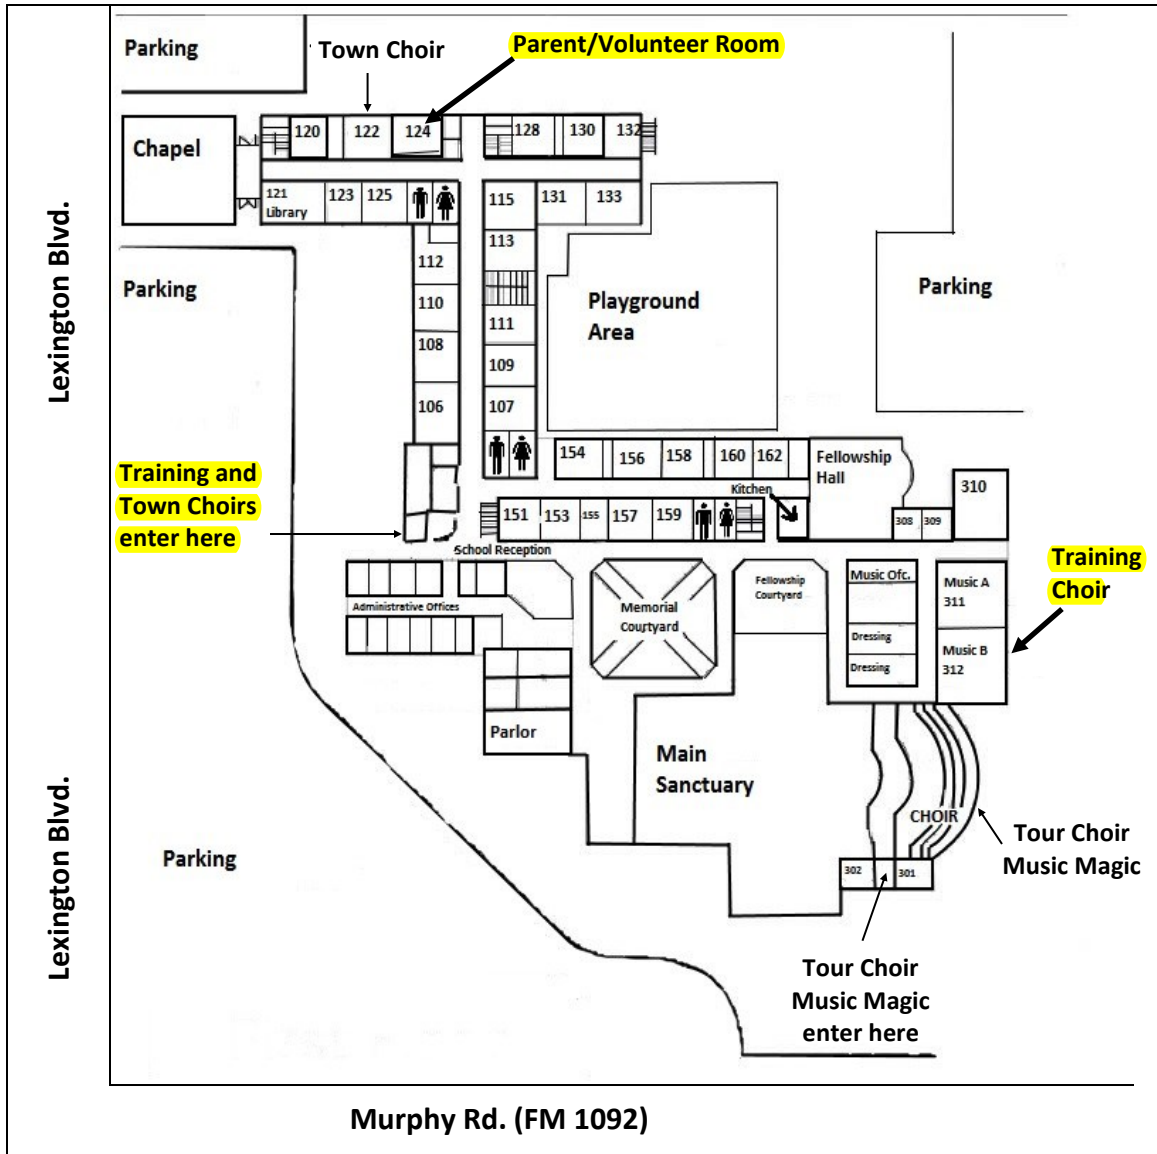 Parking
Town Choir
Parent/Volunteer Room
Chapel
120
122
124
128
130
132
121
Library
123
125
115
131
133
113
112
110
111
108
109
106
107
Lexington Blvd.
Parking
Playground
Area
Parking
Training and
Town Choirs
enter here
154
156
158
160
162
Fellowship
Hall
Kitchen
310
308
309
151
153
155
157
159
School Reception
Administrative Offices
Memorial
Courtyard
Fellowship
Courtyard
Music Ofc.
Dressing
Dressing
Music A
311
Music B
312
Training
Choir
Parlor
Main
Sanctuary
CHOIR
Tour Choir
Music Magic
302
301
Lexington Blvd.
Parking
Tour Choir
Music Magic
enter here
Murphy Rd. (FM 1092)